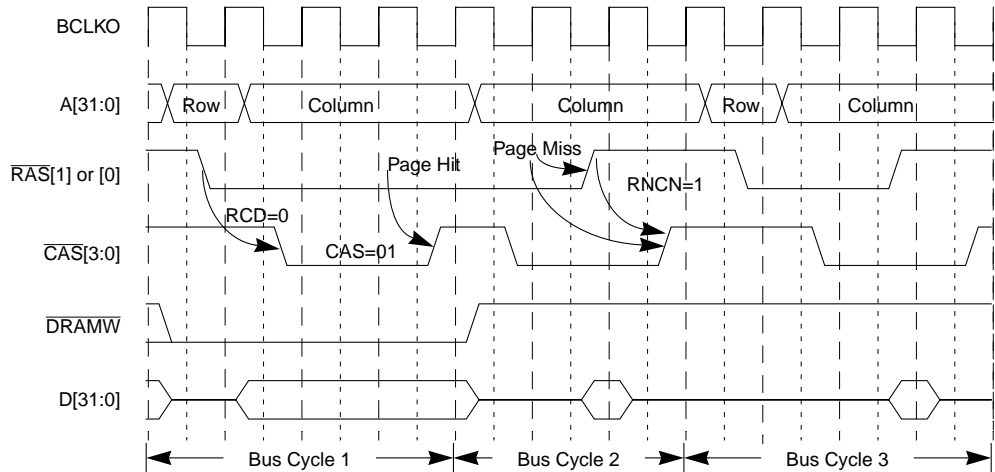 BCLKO
A[31:0]
Row
Column
Column
Row
Column
RAS[1] or [0]
Page Hit
Page Miss
RCD=0
RNCN=1
CAS[3:0]
CAS=01
DRAMW
D[31:0]
Bus Cycle 1
Bus Cycle 2
Bus Cycle 3